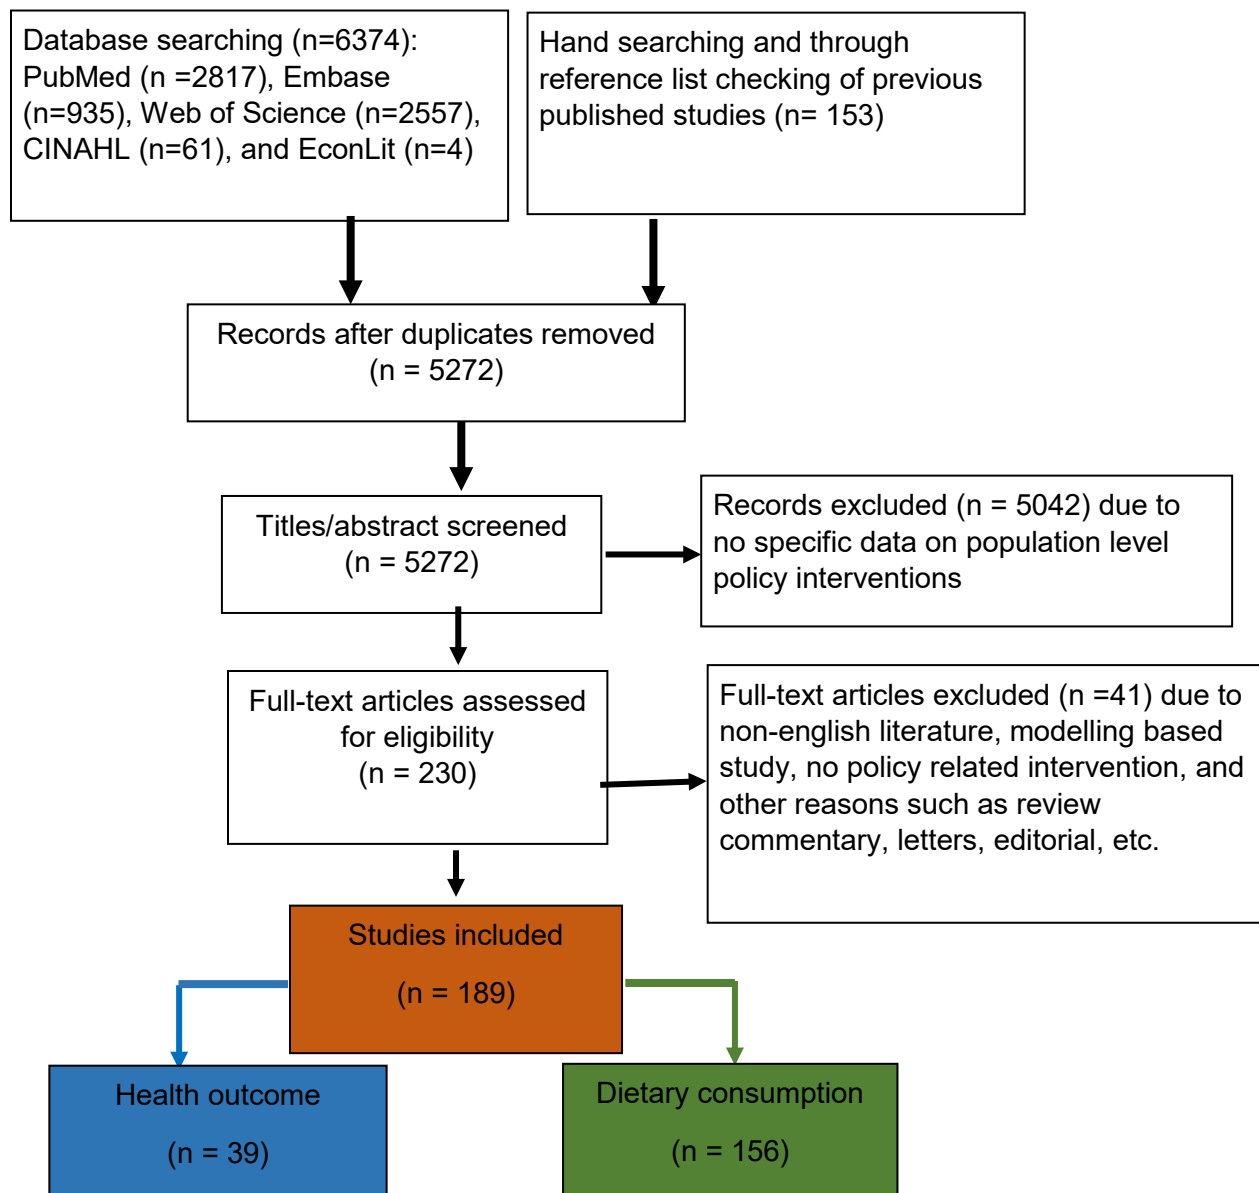 Database searching (n=6374):
PubMed (n =2817), Embase
(n=935), Web of Science (n=2557),
CINAHL (n=61), and EconLit (n=4)
Hand searching and through
reference list checking of previous
published studies (n= 153)
Records after duplicates removed
(n = 5272)
Titles/abstract screened
(n = 5272)
Records excluded (n = 5042) due to
no specific data on population level
policy interventions
Full-text articles assessed
for eligibility
(n = 230)
Full-text articles excluded (n =41) due to
non-english literature, modelling based
study, no policy related intervention, and
other reasons such as review
commentary, letters, editorial, etc.
Studies included
(n = 189)
Health outcome
(n = 39)
Dietary consumption
(n = 156)